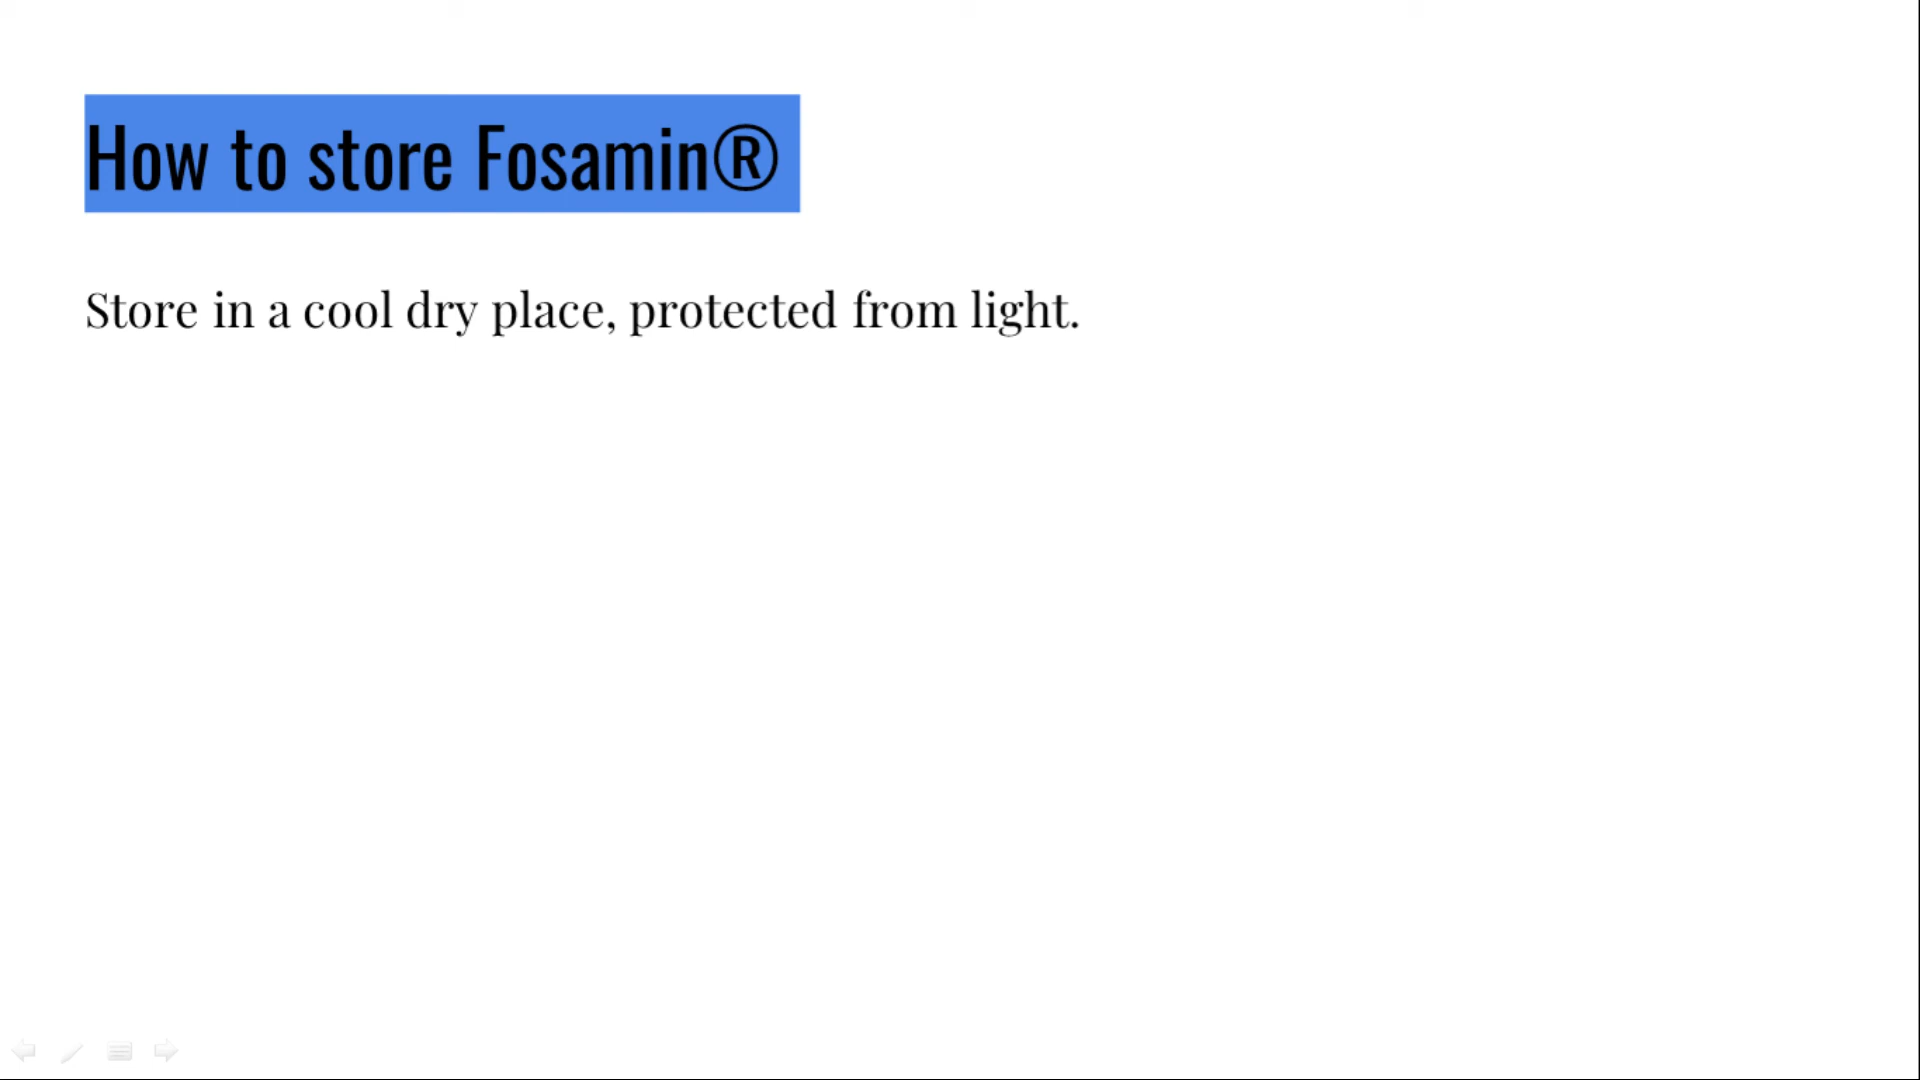 How to store Fosamin®
Store in a cool dry place, protected from light.